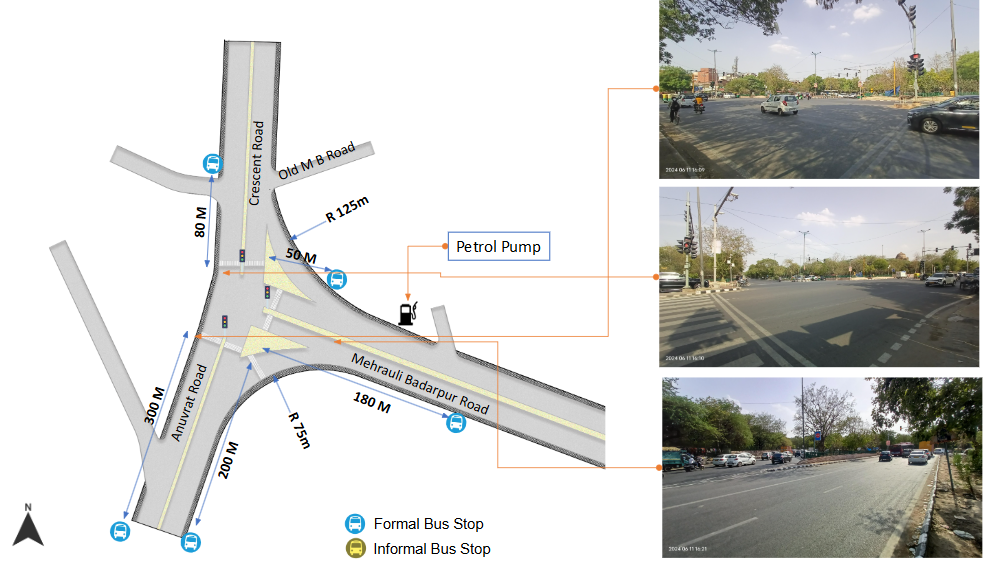 2024 06 11 16:09
Crescent Road
Old M B Road
80 M
R 125m
50 M
Petrol Pump
2024 06 11 16:10
Mehrauli Badarpur Road
Anuvrat Road
300 M
180 M
R 75m
200 M
N
Formal Bus Stop
Informal Bus Stop
2024 06 11 16:21